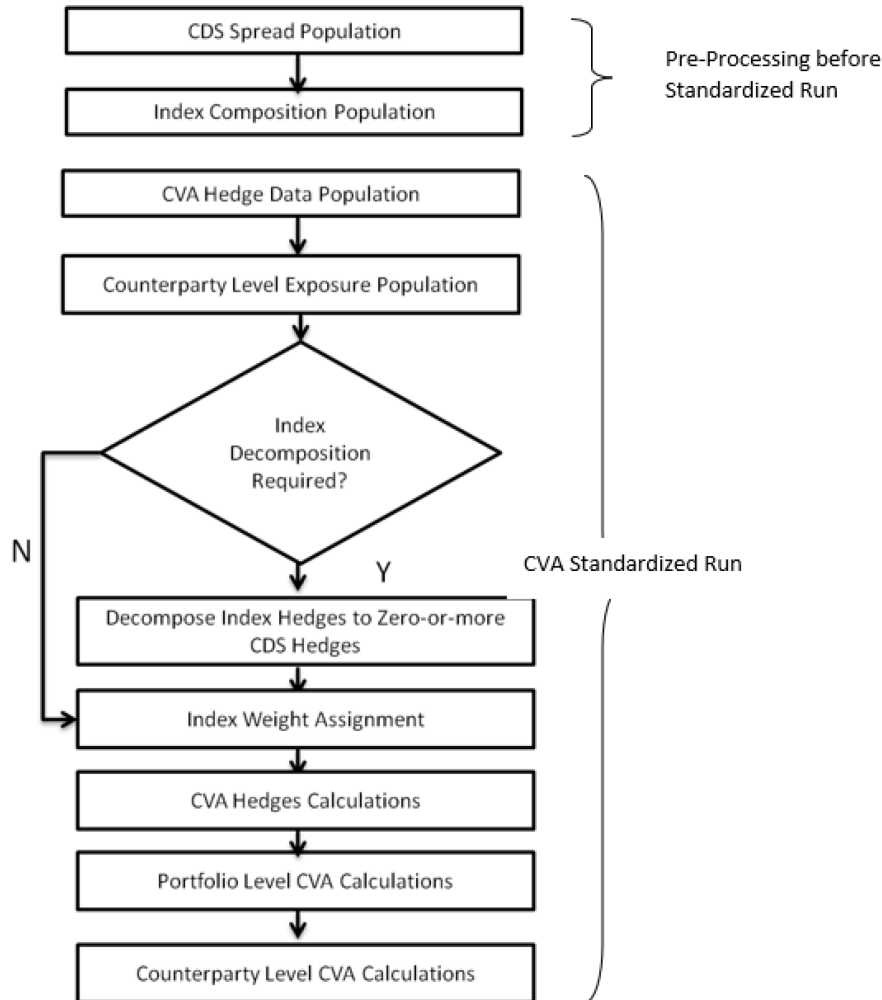 CDS Spread Population
Pre-Processing before
Standardized Run
Index Composition Population
CVA Hedge Data Population
Counterparty Level Exposure Population
Index
Decomposition
Required?
N
Y
CVA Standardized Run
Decompose Index Hedges to Zero-or-more
CDS Hedges
Index Weight Assignment
CVA Hedges Calculations
Portfolio Level CVA Calculations
Counterparty Level CVA Calculations